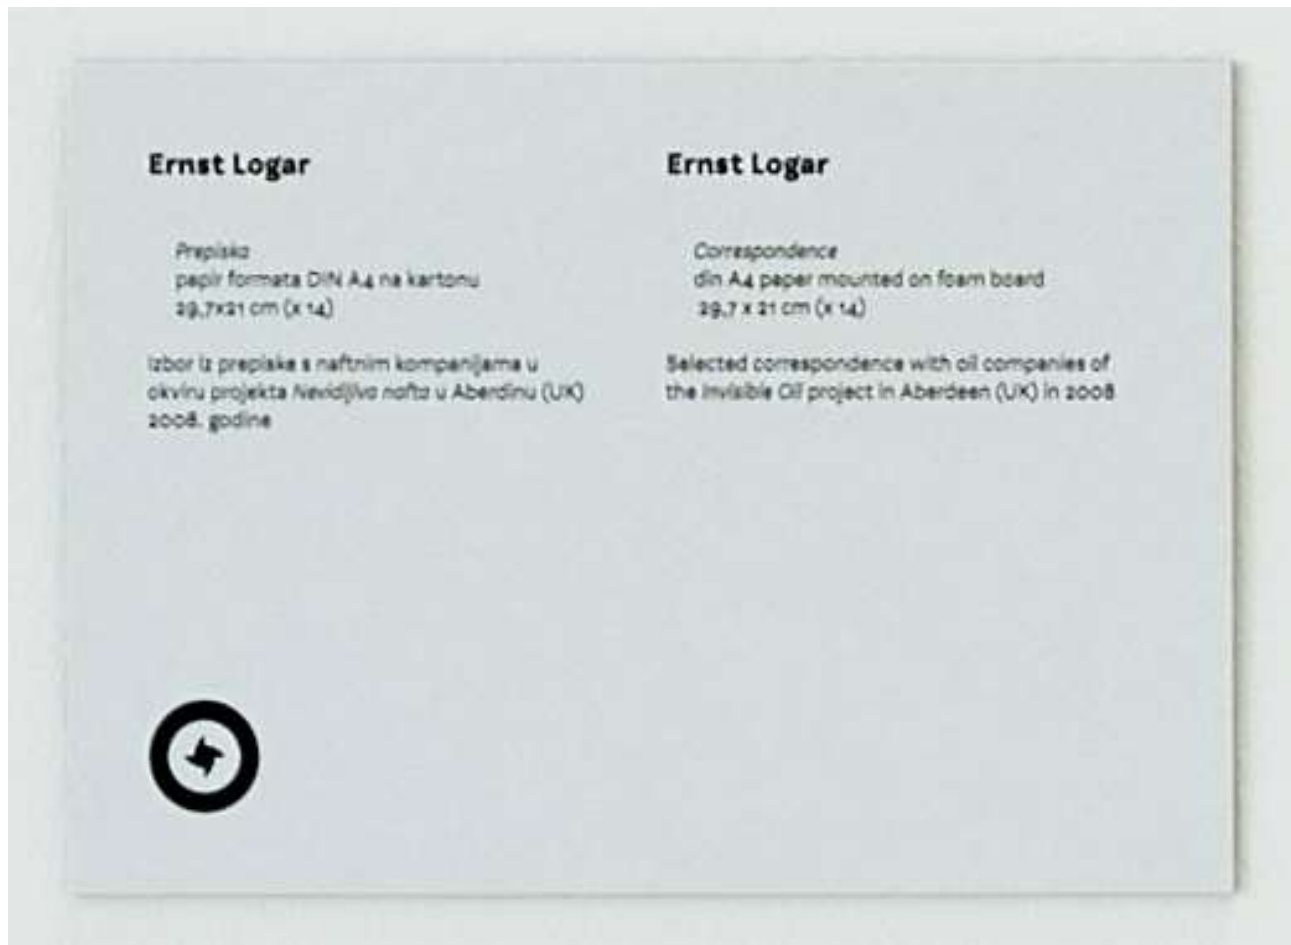 Ernst Logar
Prepiska
papir formata DIN A4 na kartonu
29,7x21 cm (x 14)
Izbor iz prepiske s naftnim kompanijama u
okviru projekta Nevidljiva nafta u Aberdinu (UK)
2008. godine
Ernst Logar
Correspondence
din A4 paper mounted on foam board
29,7 x 21 cm (x 14)
Selected correspondence with oil companies of
the Invisible Oil project in Aberdeen (UK) in 2008